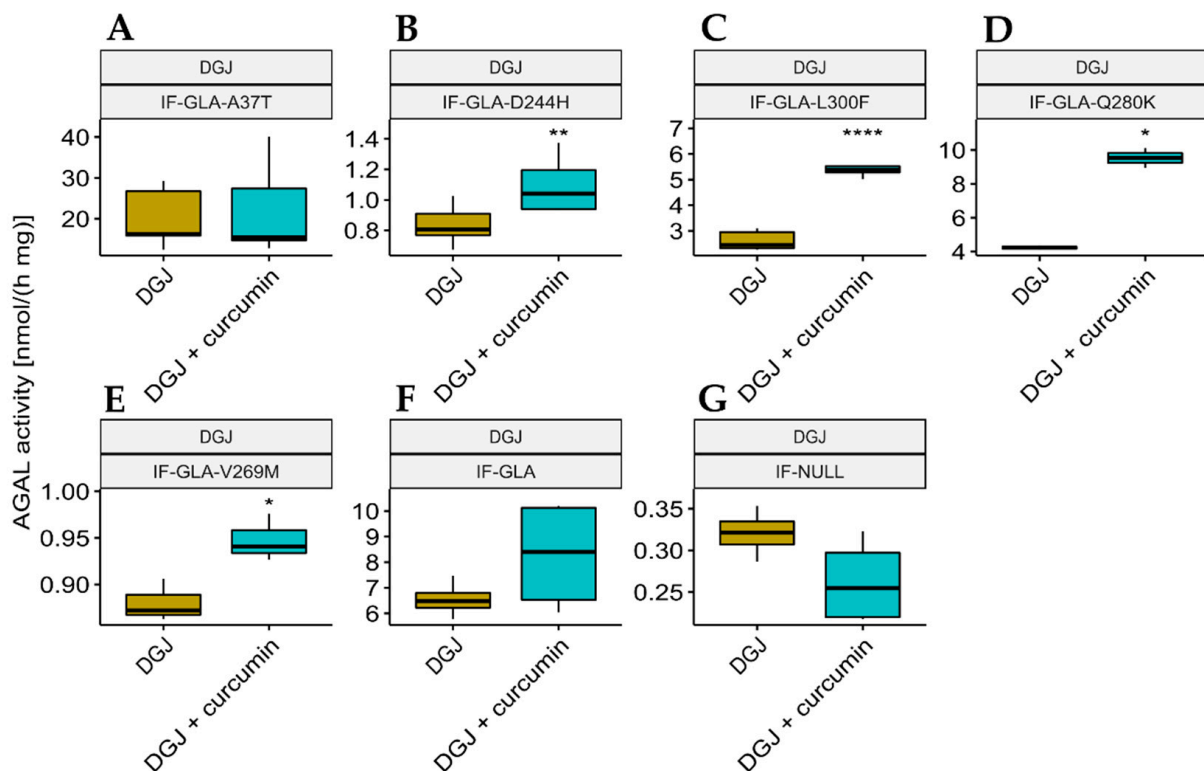 A
B
C
D
DGJ
DGJ
DGJ
DGJ
IF-GLA-A37T
IF-GLA-D244H
IF-GLA-L300F
IF-GLA-Q280K
AGAL activity [nmol/(h mg)]
40
30
20
1.4
1.2
1.0
0.8
**
7
6
5
4
3
****
10
8
6
4
*
DGJ
DGJ + curcumin
DGJ
DGJ + curcumin
DGJ
DGJ + curcumin
DGJ
DGJ + curcumin
E
F
G
DGJ
DGJ
DGJ
IF-GLA-V269M
IF-GLA
IF-NULL
1.00
0.95
0.90
*
10
9
8
7
6
0.35
0.30
0.25
DGJ
DGJ + curcumin
DGJ
DGJ + curcumin
DGJ
DGJ + curcumin